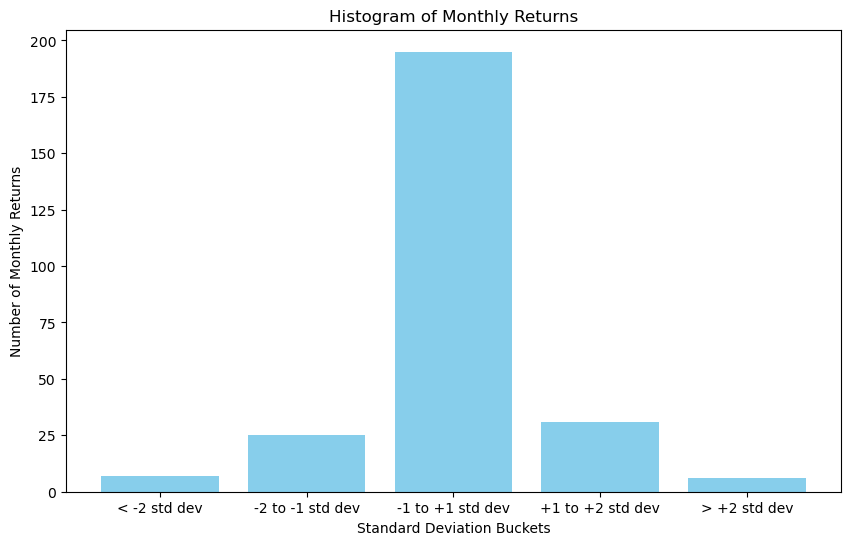 Histogram of Monthly Returns
200
175
150
125
100
75
50
25
0
Number of Monthly Returns
< -2 std dev
-2 to -1 std dev
-1 to +1 std dev
+1 to +2 std dev
> +2 std dev
Standard Deviation Buckets